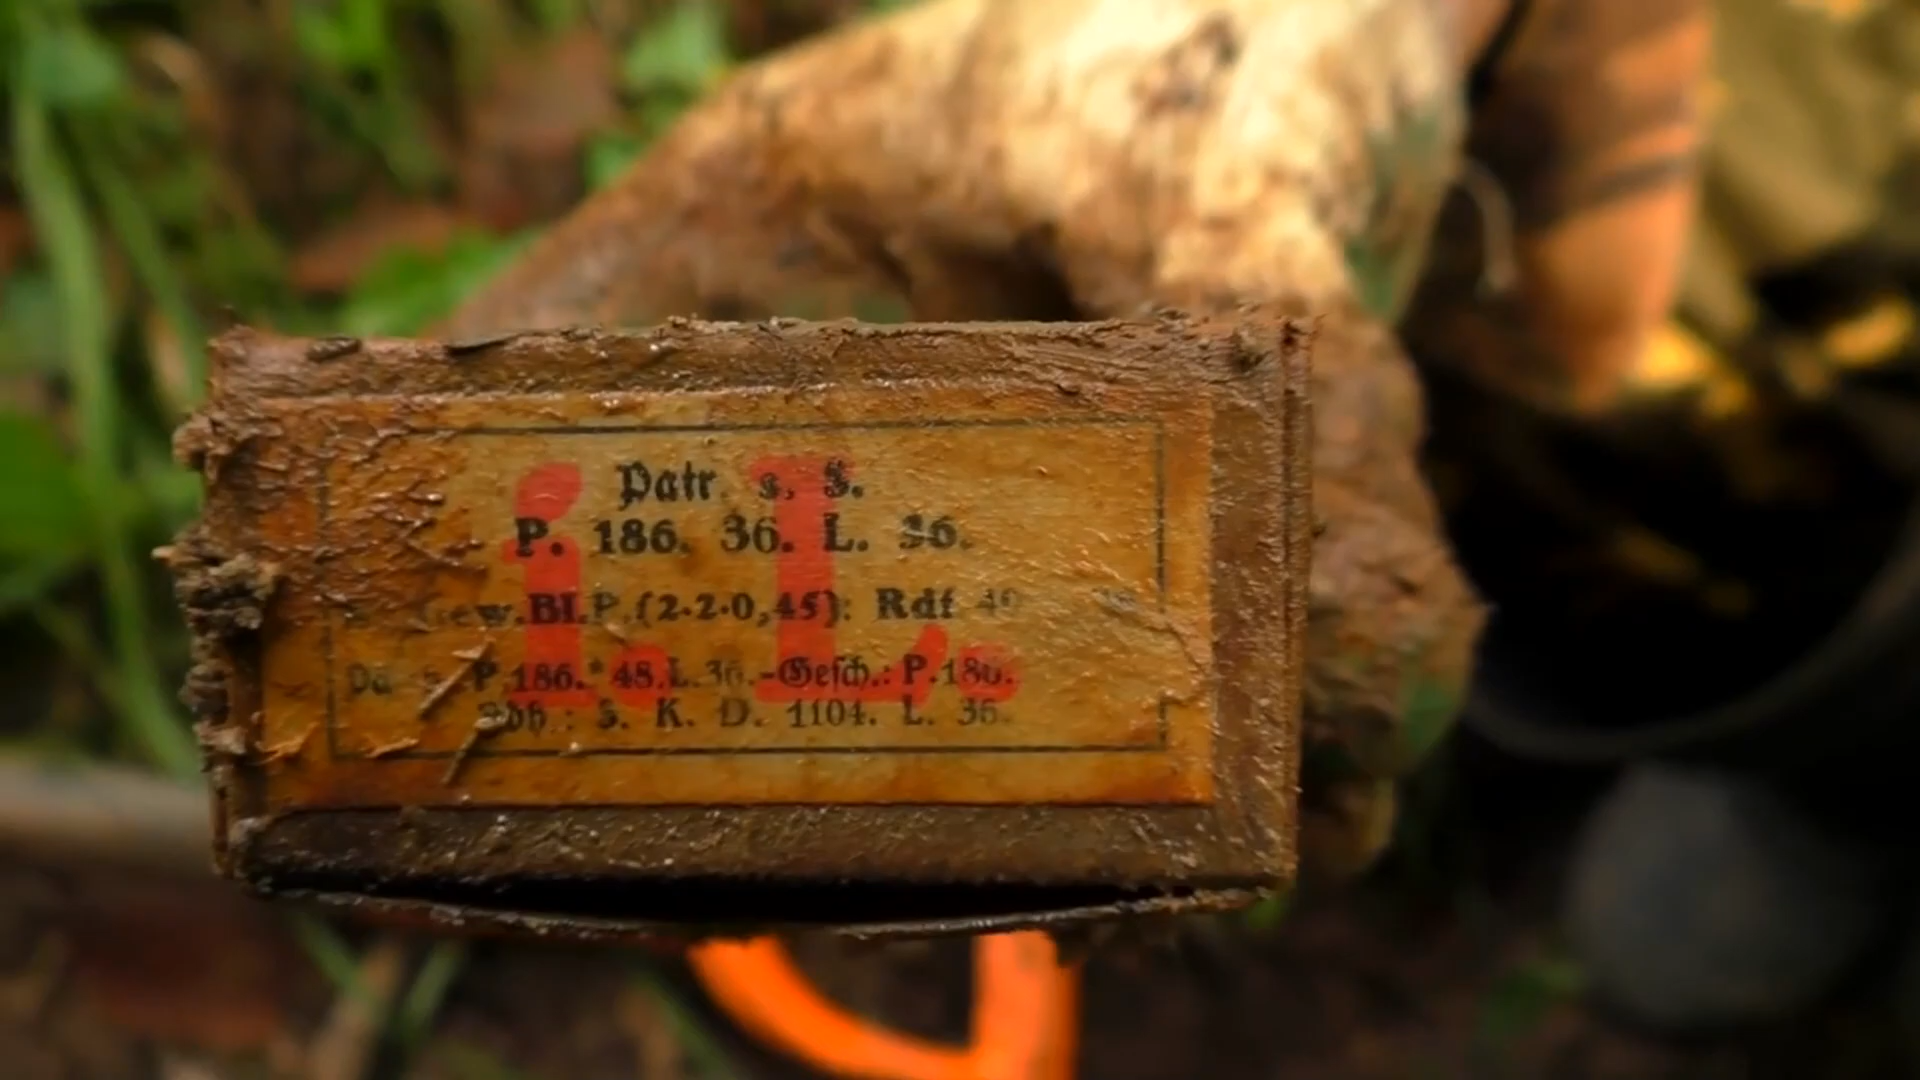 Patr. s. S.
P. 186. 36. L. 36.
i. L.
Gew.Bl.P.(2·2·0,45): Rdf
P.186.* 48.L.36.-Gesch.: P.186.
Zdh.: S. K. D. 1104. L. 36.